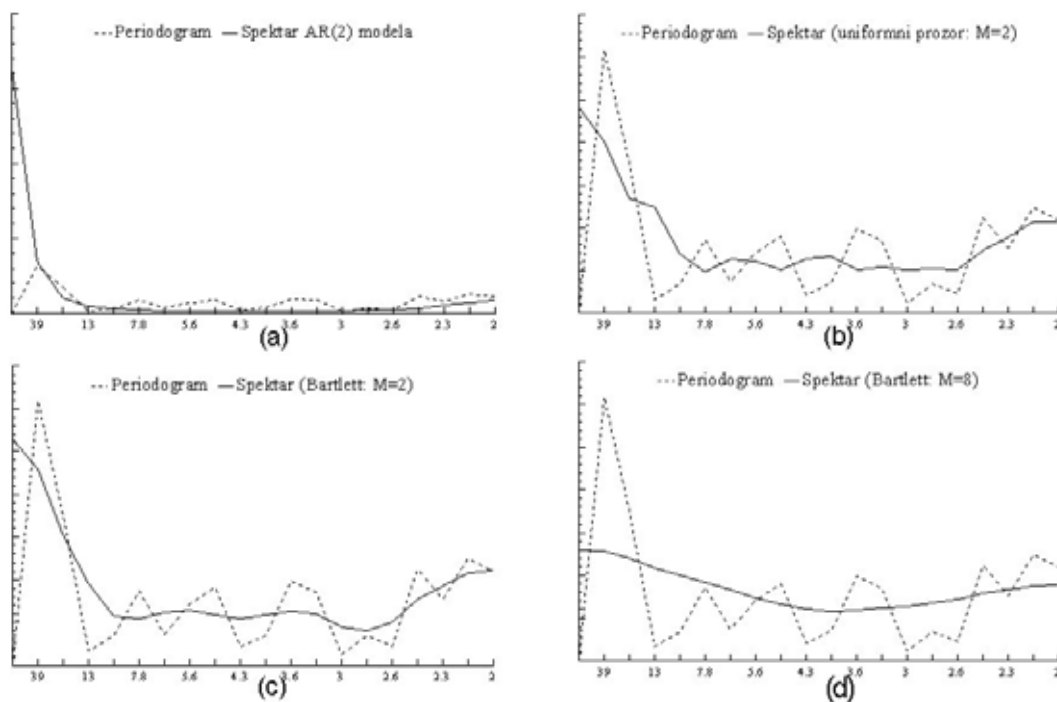 Periodogram Spektar AR(2) modela
39 13 7.8 5.6 4.3 3.6 3 2.6 2.3 2
(a)
Periodogram Spektar (uniformni prozor: M=2)
39 13 7.8 5.6 4.3 3.6 3 2.6 2.3 2
(b)
Periodogram Spektar (Bartlett: M=2)
39 13 7.8 5.6 4.3 3.6 3 2.6 2.3 2
(c)
Periodogram Spektar (Bartlett: M=8)
39 13 7.8 5.6 4.3 3.6 3 2.6 2.3 2
(d)